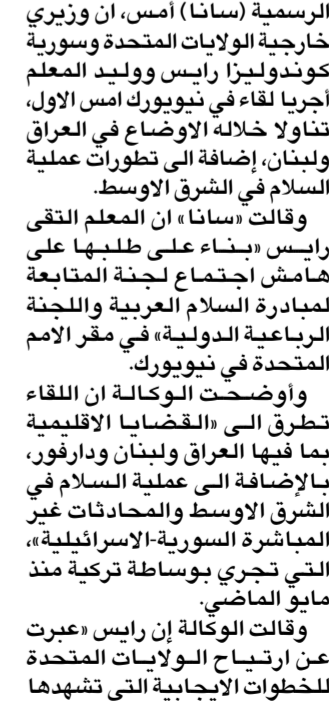 الرسمية (سانا) أمس، ان وزيري
خارجية الولايات المتحدة وسورية
كوندوليزا رايس ووليد المعلم
أجريا لقاء في نيويورك امس الاول،
تناولا خلاله الاوضاع في العراق
ولبنان، إضافة الى تطورات عملية
السلام في الشرق الاوسط.
وقالت «سانا» ان المعلم التقى
رايس «بناء على طلبها على
هامش اجتماع لجنة المتابعة
لمبادرة السلام العربية واللجنة
الرباعية الدولية» في مقر الامم
المتحدة في نيويورك.
وأوضحت الوكالة ان اللقاء
تطرق الى «القضايا الاقليمية
بما فيها العراق ولبنان ودارفور،
بالإضافة الى عملية السلام في
الشرق الاوسط والمحادثات غير
المباشرة السورية-الاسرائيلية»،
التي تجري بوساطة تركية منذ
مايو الماضي.
وقالت الوكالة إن رايس «عبرت
عن ارتياح الولايات المتحدة
للخطوات الايجابية التي تشهدها